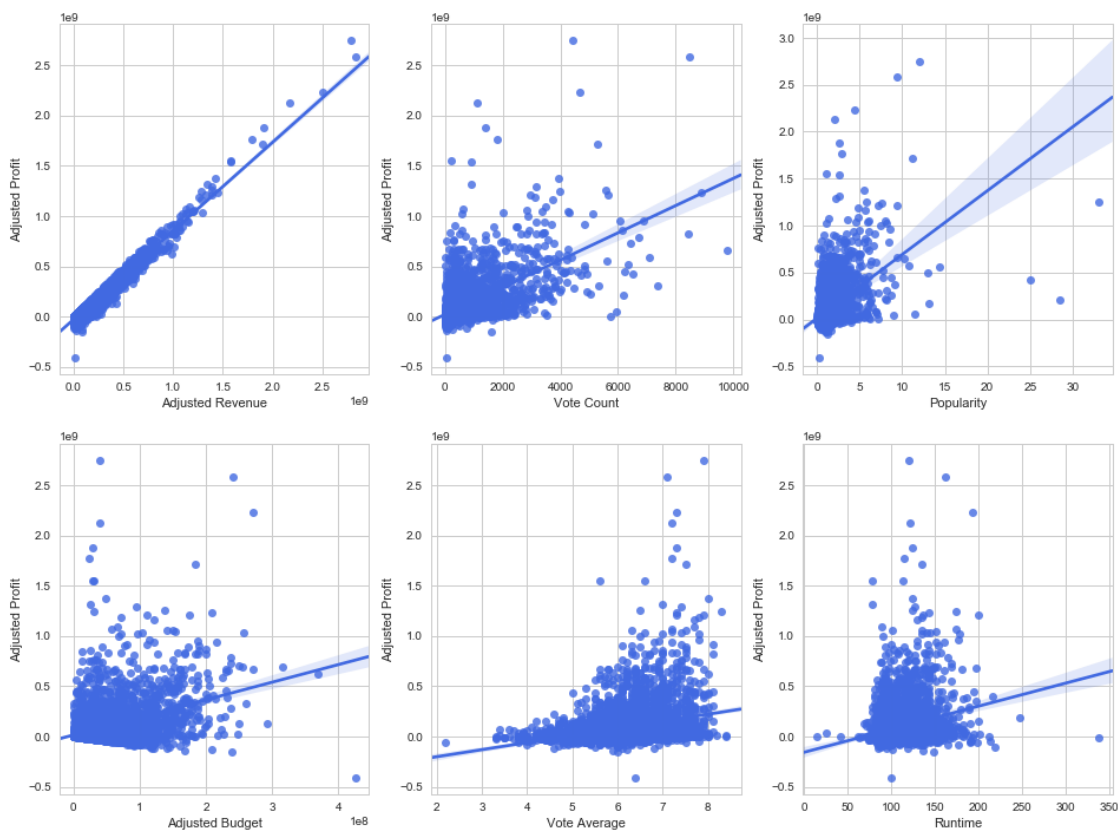 1e9
2.5
2.0
1.5
1.0
0.5
0.0
−0.5
Adjusted Profit
0.0 0.5 1.0 1.5 2.0 2.5
Adjusted Revenue
1e9
1e9
2.5
2.0
1.5
1.0
0.5
0.0
−0.5
Adjusted Profit
0 2000 4000 6000 8000 10000
Vote Count
1e9
3.0
2.5
2.0
1.5
1.0
0.5
0.0
−0.5
Adjusted Profit
0 5 10 15 20 25 30
Popularity
1e9
2.5
2.0
1.5
1.0
0.5
0.0
−0.5
Adjusted Profit
0 1 2 3 4
Adjusted Budget
1e8
1e9
2.5
2.0
1.5
1.0
0.5
0.0
−0.5
Adjusted Profit
2 3 4 5 6 7 8
Vote Average
1e9
2.5
2.0
1.5
1.0
0.5
0.0
−0.5
Adjusted Profit
0 50 100 150 200 250 300 350
Runtime